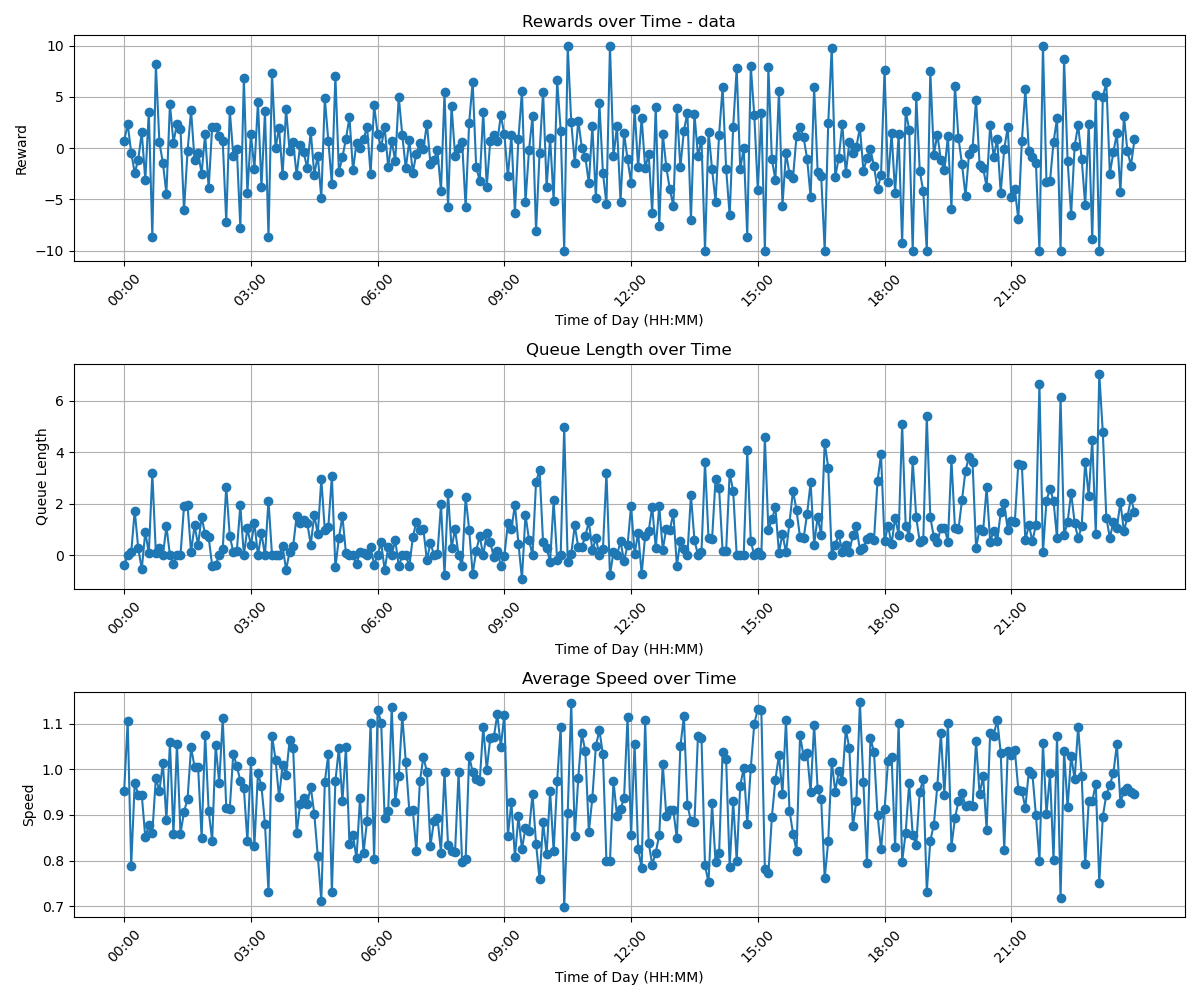 Rewards over Time - data
10
5
0
−5
−10
Reward
00:00 03:00 06:00 09:00 12:00 15:00 18:00 21:00
Time of Day (HH:MM)
Queue Length over Time
6
4
2
0
Queue Length
00:00 03:00 06:00 09:00 12:00 15:00 18:00 21:00
Time of Day (HH:MM)
Average Speed over Time
1.1
1.0
0.9
0.8
0.7
Speed
00:00 03:00 06:00 09:00 12:00 15:00 18:00 21:00
Time of Day (HH:MM)